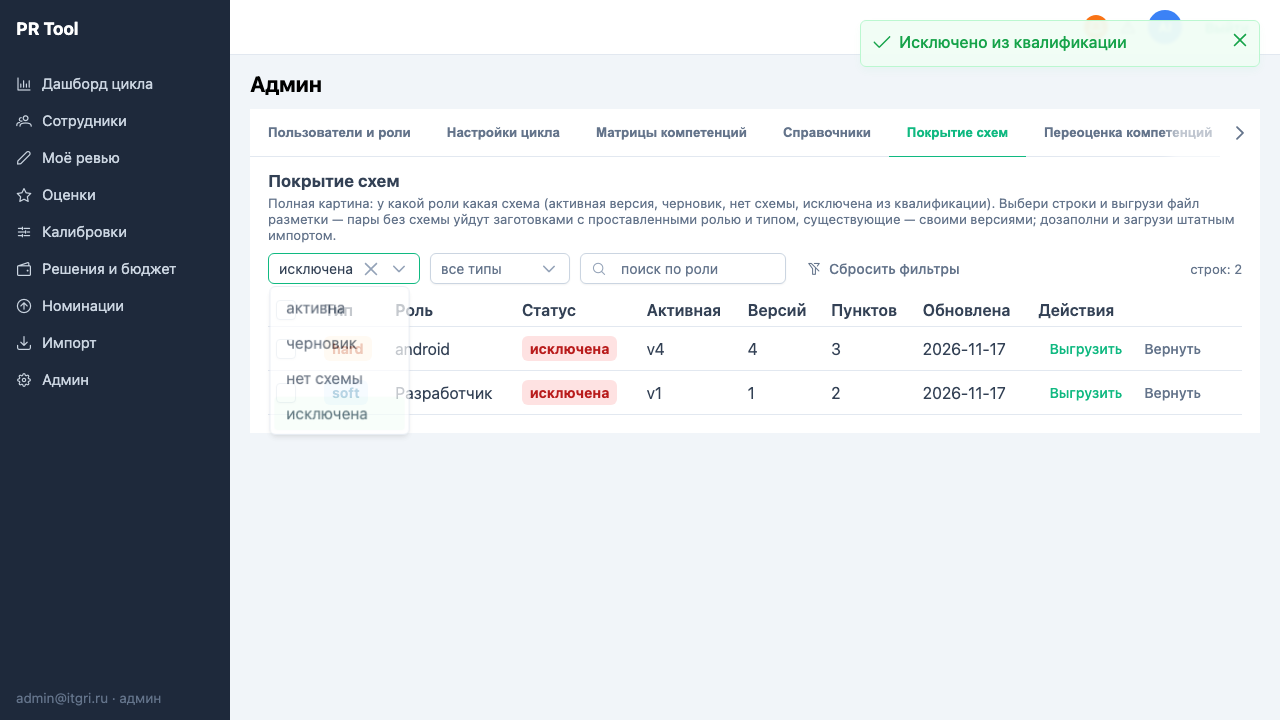 PR Tool
Дашборд цикла
Сотрудники
Моё ревью
Оценки
Калибровки
Решения и бюджет
Номинации
Импорт
Админ
admin@itgri.ru · админ
Исключено из квалификации
Админ
Пользователи и роли Настройки цикла Матрицы компетенций Справочники Покрытие схем Переоценка компетенций
Покрытие схем
Полная картина: у какой роли какая схема (активная версия, черновик, нет схемы, исключена из квалификации). Выбери строки и выгрузи файл
разметки — пары без схемы уйдут заготовками с проставленными ролью и типом, существующие — своими версиями; дозаполни и загрузи штатным
импортом.
исключена все типы поиск по роли Сбросить фильтры строк: 2
активна
черновик
нет схемы
исключена
Тип Роль Статус Активная Версий Пунктов Обновлена Действия
hard android исключена v4 4 3 2026-11-17 Выгрузить Вернуть
soft Разработчик исключена v1 1 2 2026-11-17 Выгрузить Вернуть